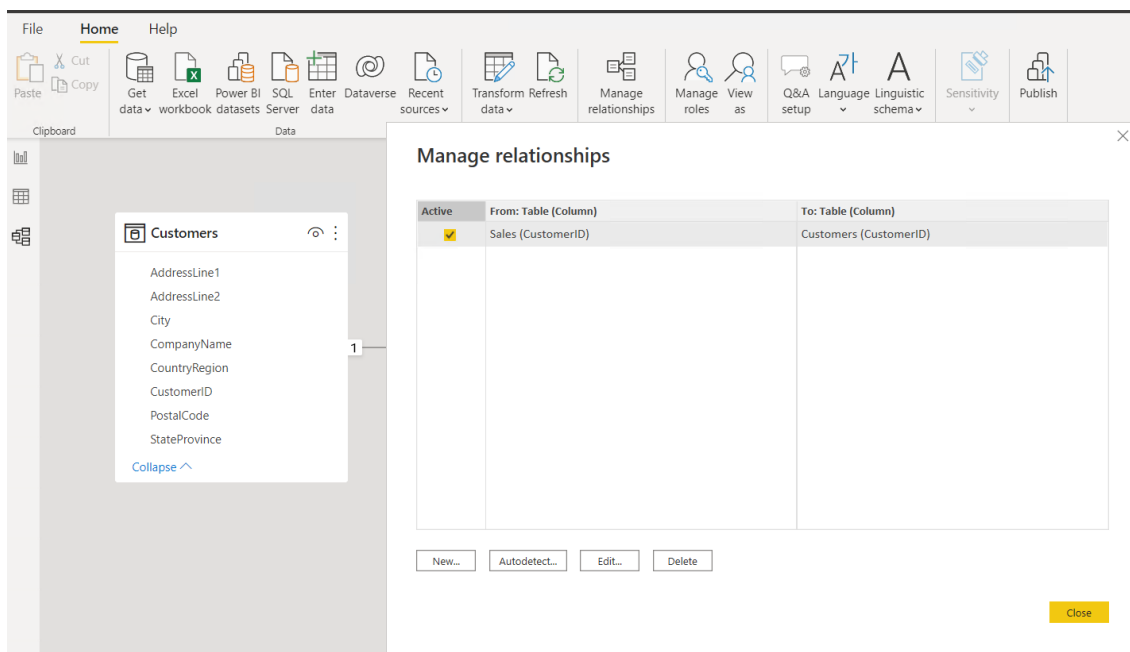 File Home Help
Paste
Cut
Copy
Clipboard
Get data
Excel workbook
Power BI datasets
SQL Server
Enter data
Dataverse
Recent sources
Data
Transform data
Refresh
Manage relationships
Manage roles
View as
Q&A setup
Language
Linguistic schema
Sensitivity
Publish
Customers
AddressLine1
AddressLine2
City
CompanyName
CountryRegion
CustomerID
PostalCode
StateProvince
Collapse
1
Manage relationships
Active From: Table (Column) To: Table (Column)
Sales (CustomerID) Customers (CustomerID)
New... Autodetect... Edit... Delete
Close